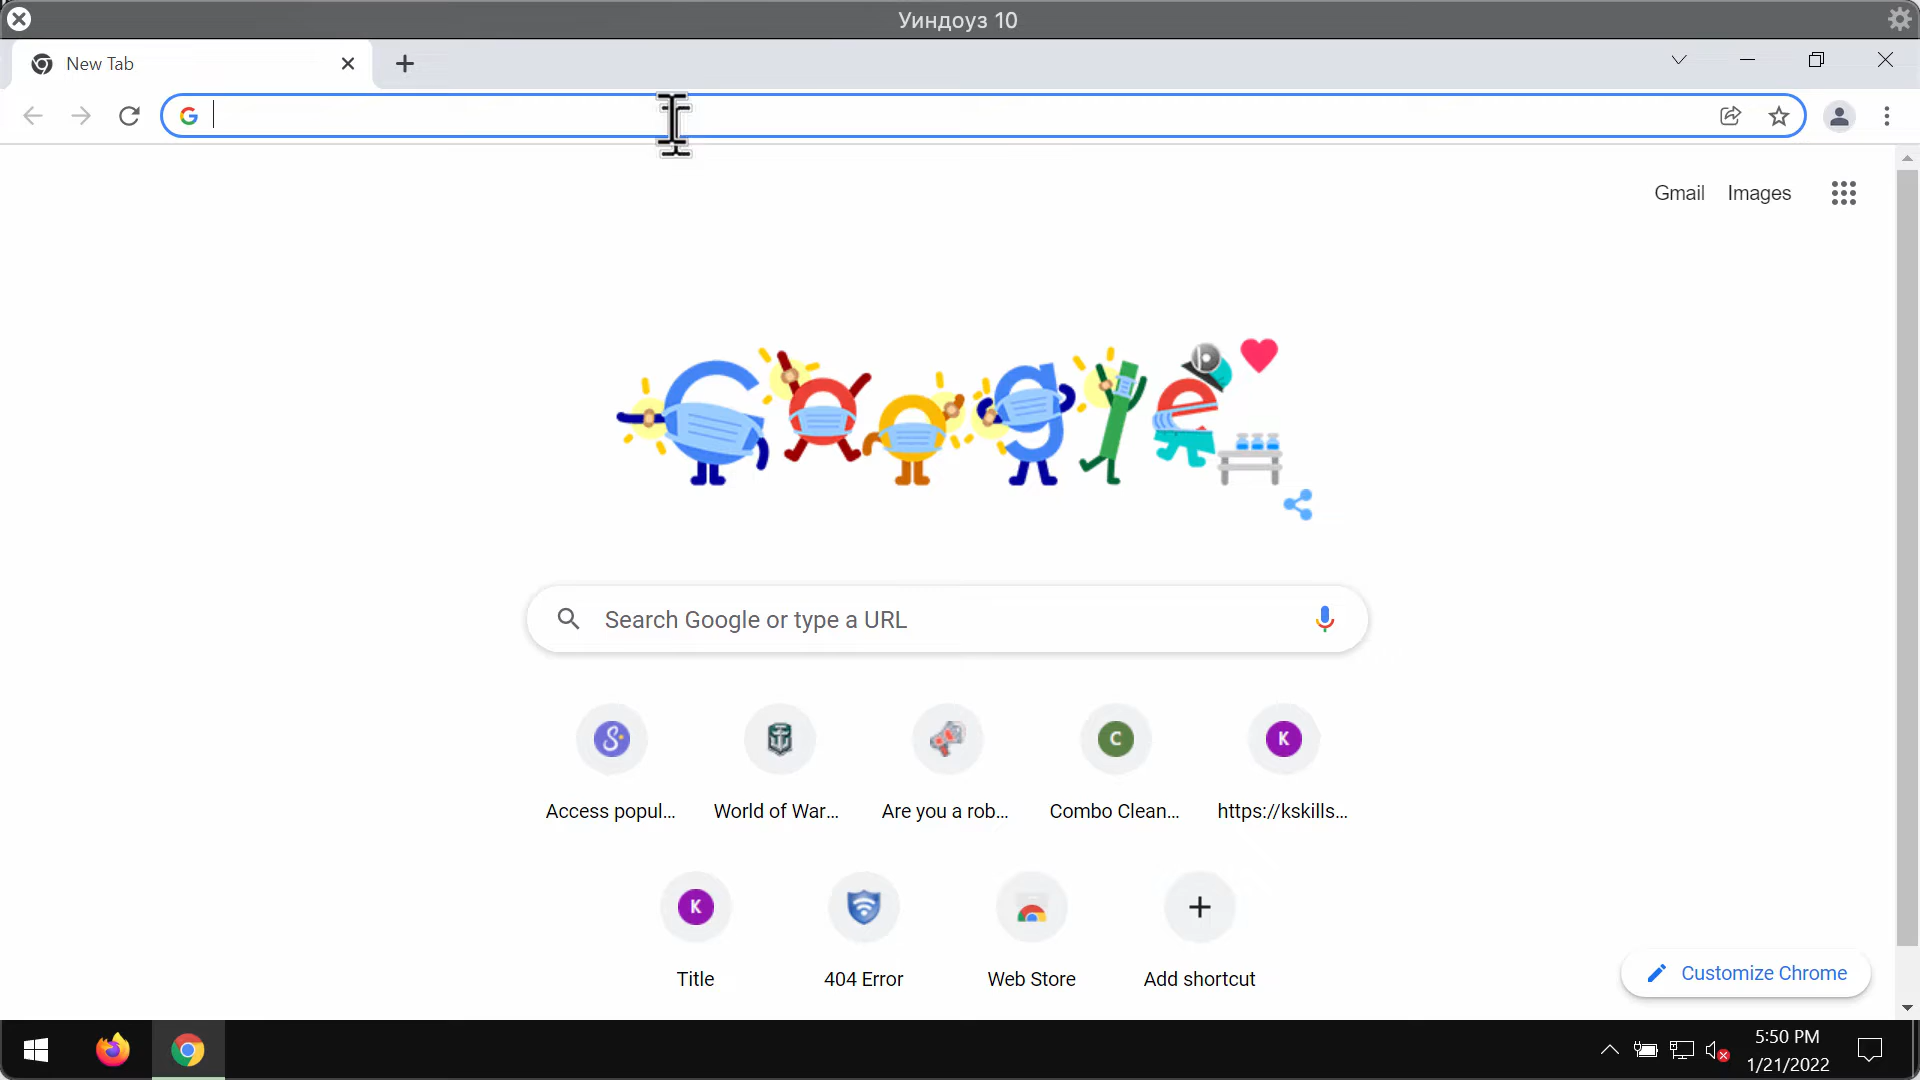 Уиндоуз 10
New Tab
Gmail Images
Google
Search Google or type a URL
Access popul... World of War... Are you a rob... Combo Clean... https://kskills...
C K
K
Title 404 Error Web Store Add shortcut
Customize Chrome
5:50 PM
1/21/2022